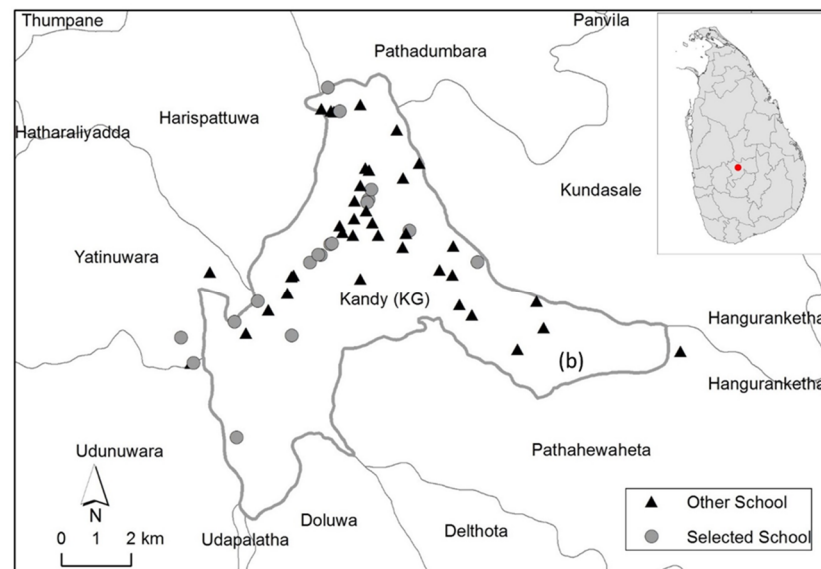 Thumpane
Panvila
Pathadumbara
Harispattuwa
Hatharaliyadda
Kundasale
Yatinuwara
Kandy (KG)
Hanguranketha
(b)
Hanguranketha
Pathahewaheta
Udunuwara
N
0 1 2 km
Doluwa
Udapalatha
Delthota
Other School
Selected School